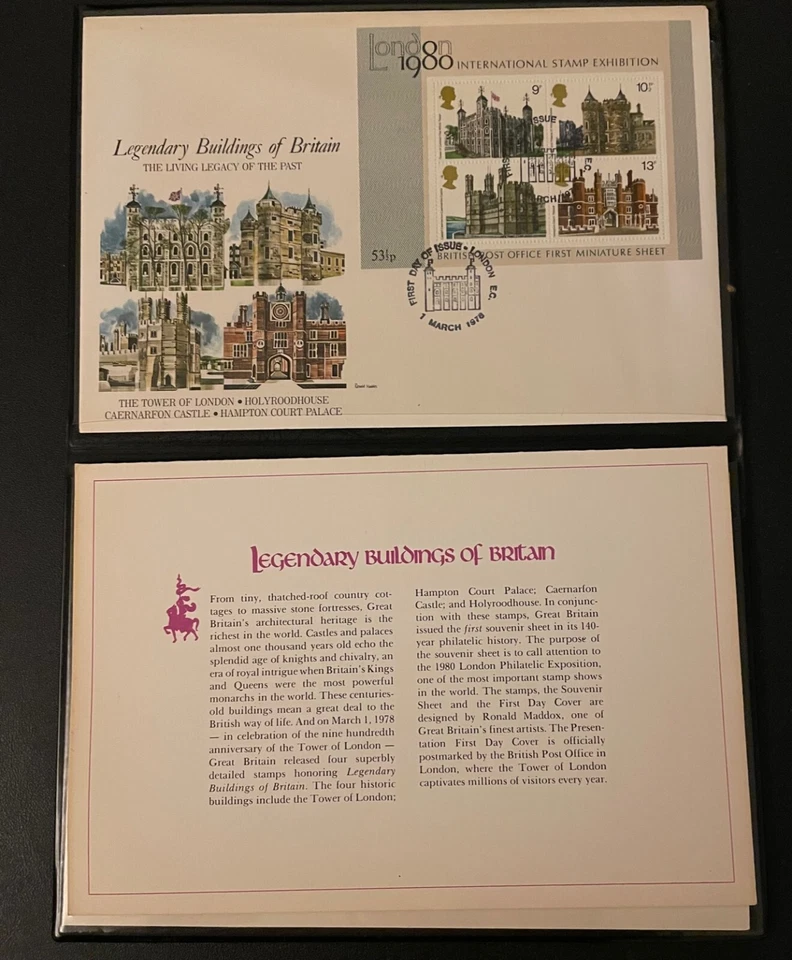 London
1980 INTERNATIONAL STAMP EXHIBITION
9p
10½p
13p
53½p
BRITISH POST OFFICE FIRST MINIATURE SHEET
FIRST DAY OF ISSUE • LONDON E.C.
1 MARCH 1978
Legendary Buildings of Britain
THE LIVING LEGACY OF THE PAST
THE TOWER OF LONDON • HOLYROODHOUSE
CAERNARFON CASTLE • HAMPTON COURT PALACE
LEGENDARY BUILDINGS OF BRITAIN
From tiny, thatched-roof country cot-
tages to massive stone fortresses, Great
Britain's architectural heritage is the
richest in the world. Castles and palaces
almost one thousand years old echo the
splendid age of knights and chivalry, an
era of royal intrigue when Britain's Kings
and Queens were the most powerful
monarchs in the world. These centuries-
old buildings mean a great deal to the
British way of life. And on March 1, 1978
— in celebration of the nine hundredth
anniversary of the Tower of London —
Great Britain released four superbly
detailed stamps honoring Legendary
Buildings of Britain. The four historic
buildings include the Tower of London;
Hampton Court Palace; Caernarfon
Castle; and Holyroodhouse. In conjunc-
tion with these stamps, Great Britain
issued the first souvenir sheet in its 140-
year philatelic history. The purpose of
the souvenir sheet is to call attention to
the 1980 London Philatelic Exposition,
one of the most important stamp shows
in the world. The stamps, the Souvenir
Sheet and the First Day Cover are
designed by Ronald Maddox, one of
Great Britain's finest artists. The Presen-
tation First Day Cover is officially
postmarked by the British Post Office in
London, where the Tower of London
captivates millions of visitors every year.